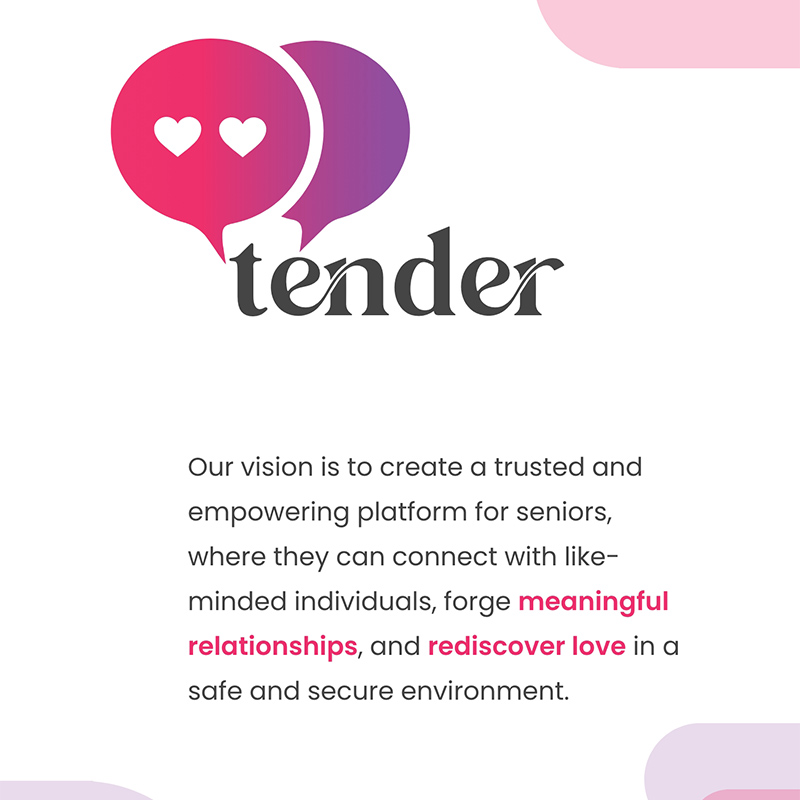 tender
Our vision is to create a trusted and
empowering platform for seniors,
where they can connect with like-
minded individuals, forge meaningful
relationships, and rediscover love in a
safe and secure environment.